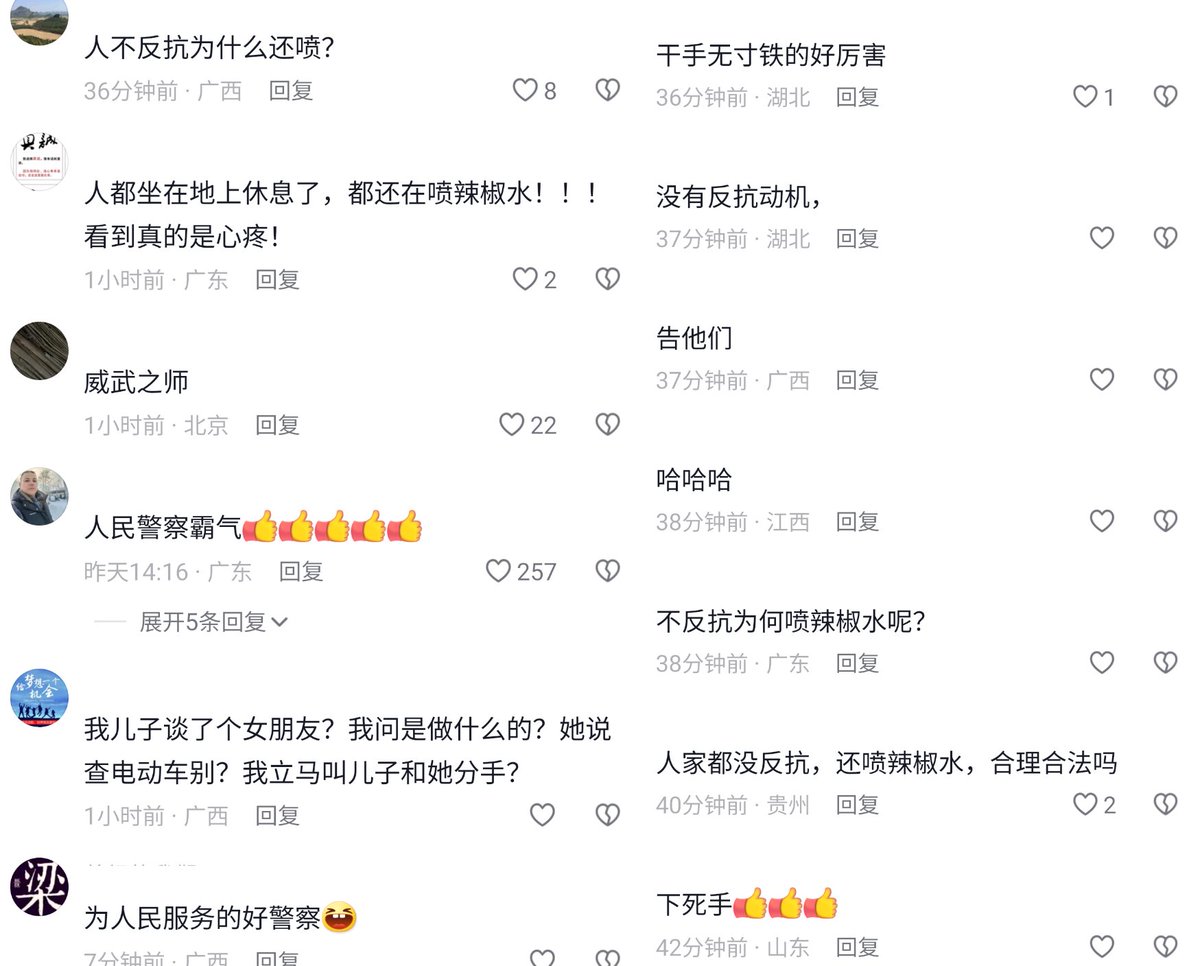 人不反抗为什么还喷？
36分钟前 · 广西 回复
8
人都坐在地上休息了，都还在喷辣椒水！！！
看到真的是心疼！
1小时前 · 广东 回复
2
威武之师
1小时前 · 北京 回复
22
人民警察霸气👍👍👍👍👍
昨天14:16 · 广东 回复
257
展开5条回复
给梦想一个
机会
我儿子谈了个女朋友？我问是做什么的？她说
查电动车别？我立马叫儿子和她分手？
1小时前 · 广西 回复
梁
为人民服务的好警察😆
7分钟前 · 广西 回复
干手无寸铁的好厉害
36分钟前 · 湖北 回复
1
没有反抗动机，
37分钟前 · 湖北 回复
告他们
37分钟前 · 广西 回复
哈哈哈
38分钟前 · 江西 回复
不反抗为何喷辣椒水呢？
38分钟前 · 广东 回复
人家都没反抗，还喷辣椒水，合理合法吗
40分钟前 · 贵州 回复
2
下死手👍👍👍
42分钟前 · 山东 回复